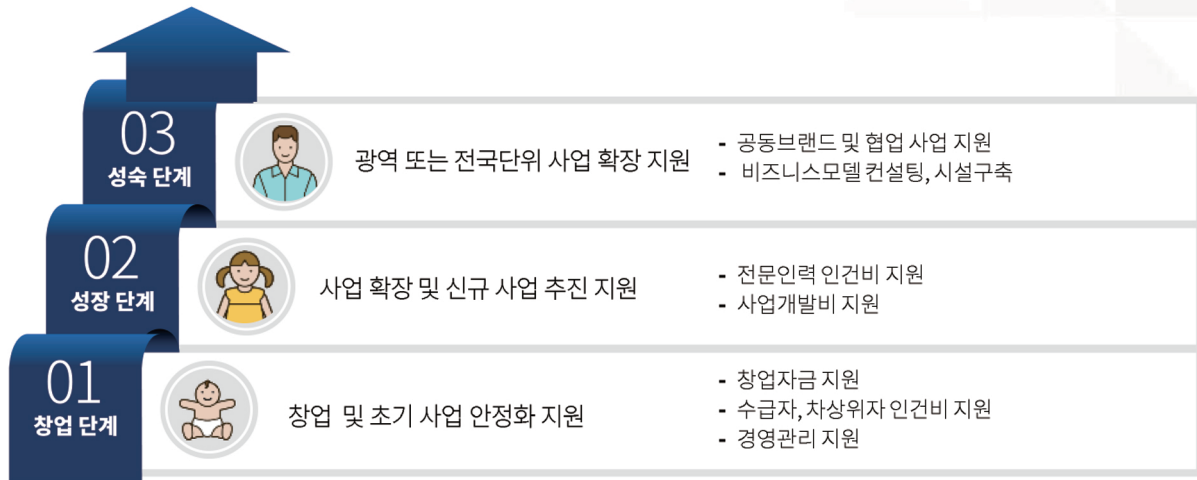 03
성숙 단계
광역 또는 전국단위 사업 확장 지원
- 공동브랜드 및 협업 사업 지원
- 비즈니스모델 컨설팅, 시설구축
02
성장 단계
사업 확장 및 신규 사업 추진 지원
- 전문인력 인건비 지원
- 사업개발비 지원
01
창업 단계
창업 및 초기 사업 안정화 지원
- 창업자금 지원
- 수급자, 차상위자 인건비 지원
- 경영관리 지원